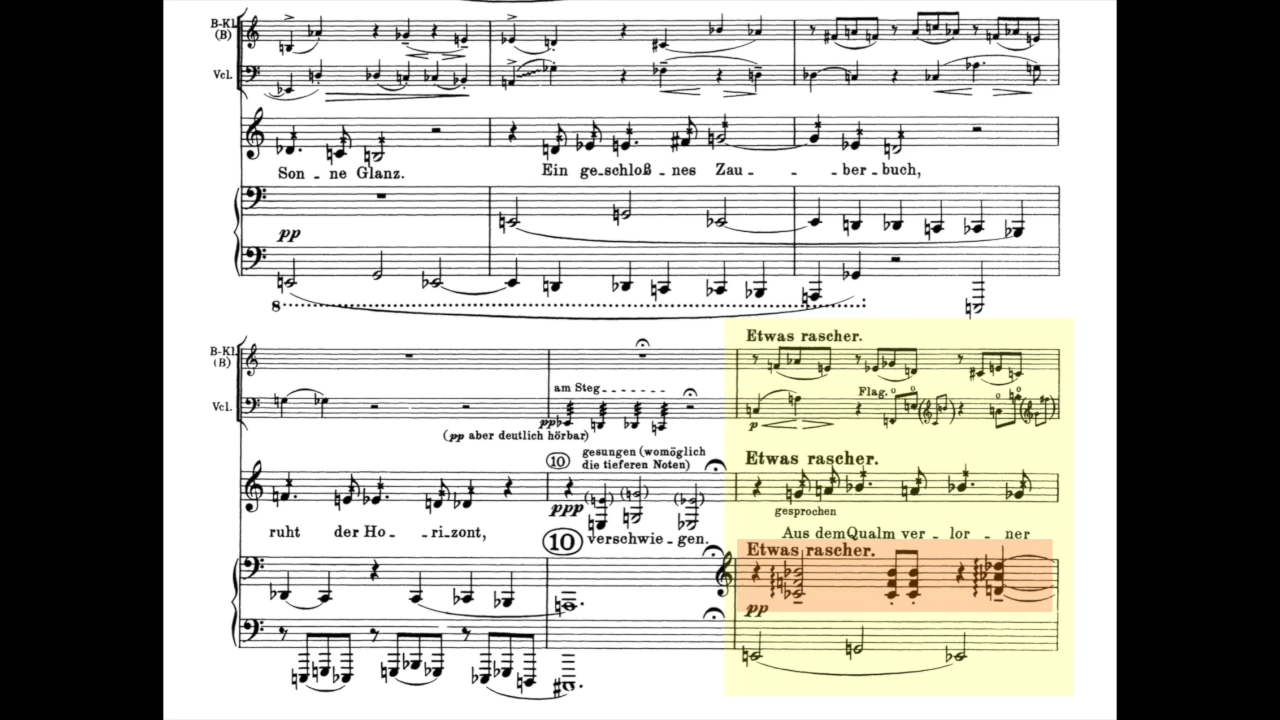 B-Kl.
(B)
Vcl.
Son - ne Glanz.
Ein ge-schloß - nes Zau - - - ber - buch,
pp
8
B-Kl.
(B)
Etwas rascher.
am Steg
Flag.
Vcl.
ppp
p
(pp aber deutlich hörbar)
10
gesungen (womöglich
die tieferen Noten)
Etwas rascher.
ppp
gesprochen
ruht der Ho - - ri-zont,
10
verschwie-gen.
Aus dem Qualm ver - lor - ner
Etwas rascher.
pp